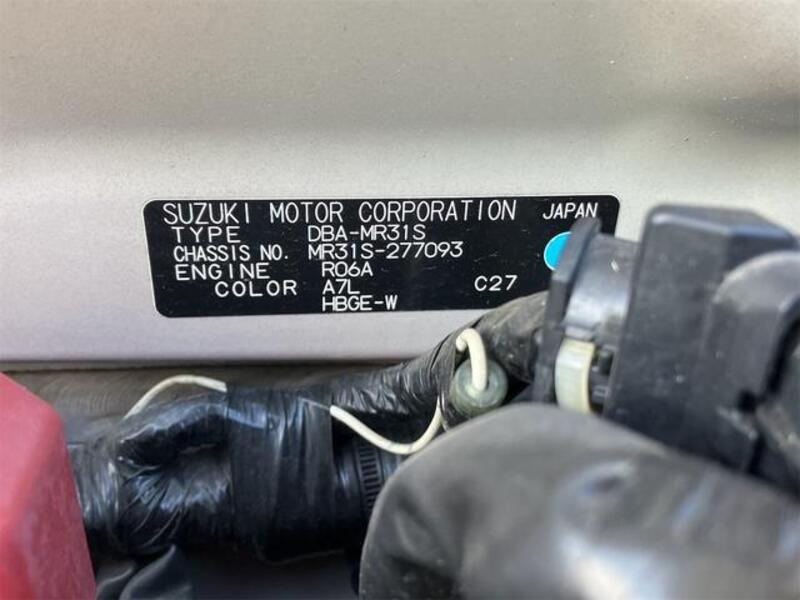 SUZUKI MOTOR CORPORATION JAPAN
TYPE DBA-MR31S
CHASSIS NO. MR31S-277093
ENGINE R06A
COLOR A7L C27
HBGE-W